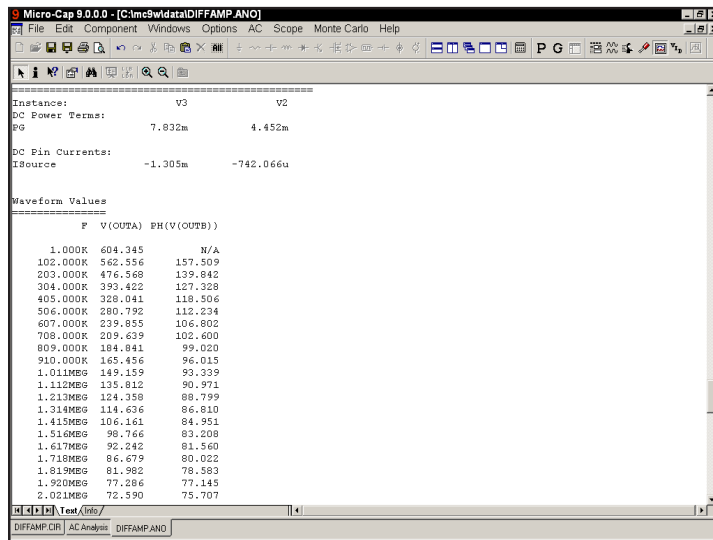 9 Micro-Cap 9.0.0.0 - [C:\mc9w\data\DIFFAMP.ANO]
File Edit Component Windows Options AC Scope Monte Carlo Help
P G
==================================================
Instance: V3 V2
DC Power Terms:
PG 7.832m 4.452m
DC Pin Currents:
ISource -1.305m -742.066u
Waveform Values
===============
F V(OUTA) PH(V(OUTB))
1.000K 604.345 N/A
102.000K 562.556 157.509
203.000K 476.568 139.842
304.000K 393.422 127.328
405.000K 328.041 118.506
506.000K 280.792 112.234
607.000K 239.855 106.802
708.000K 209.639 102.600
809.000K 184.841 99.020
910.000K 165.456 96.015
1.011MEG 149.159 93.339
1.112MEG 135.812 90.971
1.213MEG 124.358 88.799
1.314MEG 114.636 86.810
1.415MEG 106.161 84.951
1.516MEG 98.766 83.208
1.617MEG 92.242 81.560
1.718MEG 86.679 80.022
1.819MEG 81.982 78.583
1.920MEG 77.286 77.145
2.021MEG 72.590 75.707
Text Info
DIFFAMP.CIR AC Analysis DIFFAMP.ANO